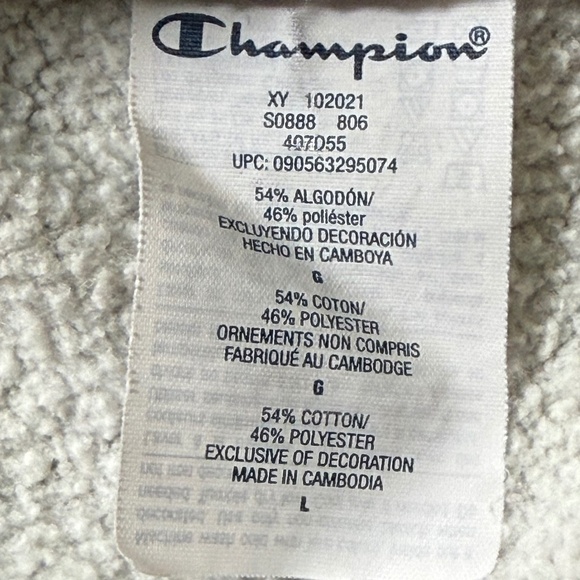 Champion®
XY 102021
S0888 806
407D55
UPC: 090563295074
54% ALGODÓN/
46% poliéster
EXCLUYENDO DECORACIÓN
HECHO EN CAMBOYA
G
54% COTON/
46% POLYESTER
ORNEMENTS NON COMPRIS
FABRIQUÉ AU CAMBODGE
G
54% COTTON/
46% POLYESTER
EXCLUSIVE OF DECORATION
MADE IN CAMBODIA
L